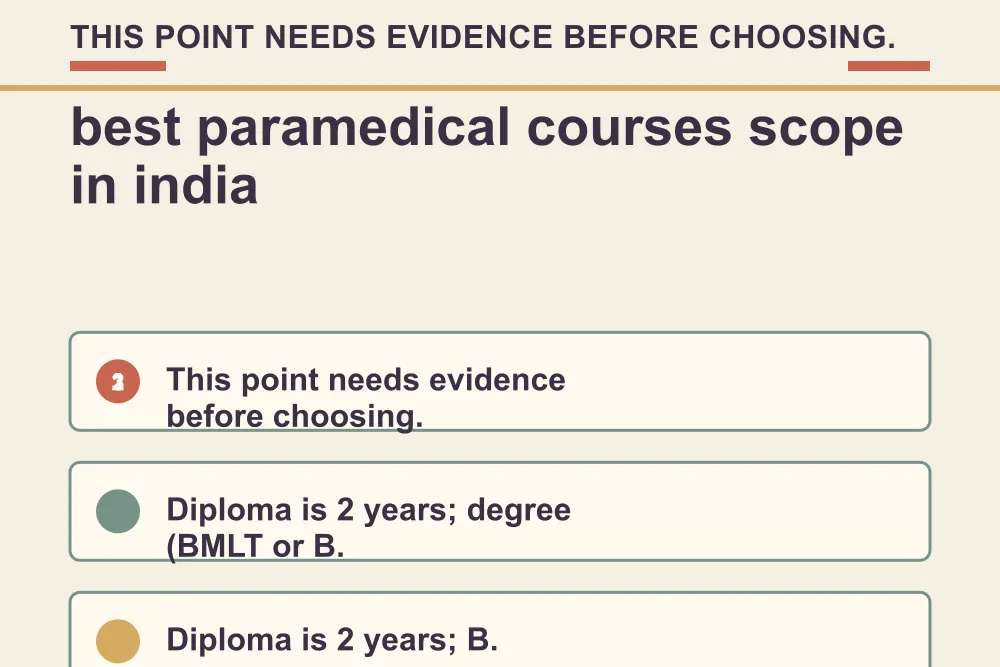 THIS POINT NEEDS EVIDENCE BEFORE CHOOSING.
best paramedical courses scope
in india
This point needs evidence
before choosing.
Diploma is 2 years; degree
(BMLT or B.
Diploma is 2 years; B.